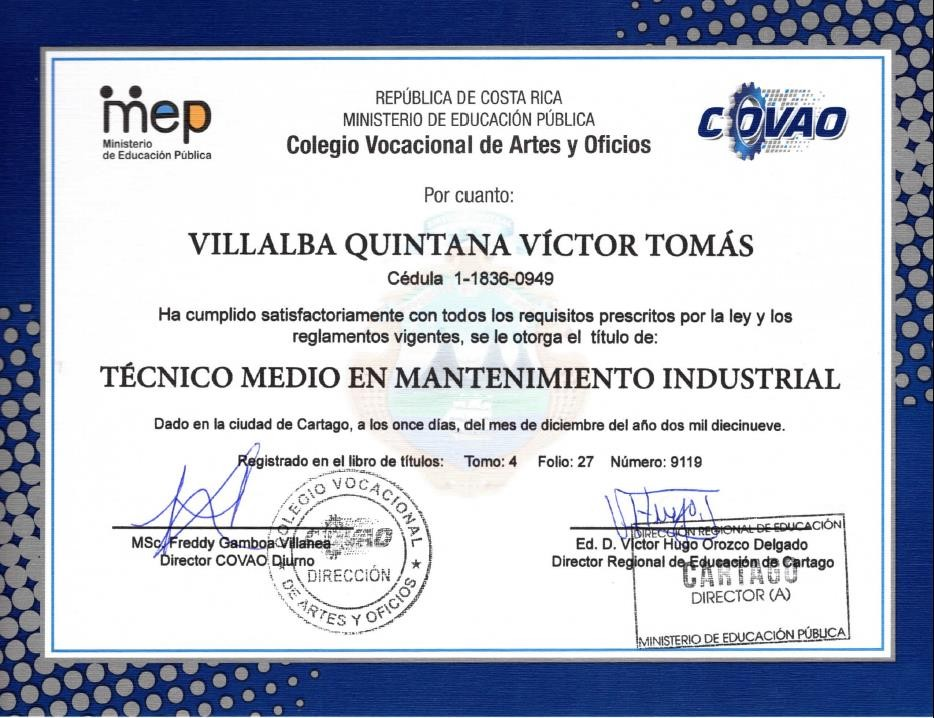 mep
Ministerio
de Educación Pública
REPÚBLICA DE COSTA RICA
MINISTERIO DE EDUCACIÓN PÚBLICA
Colegio Vocacional de Artes y Oficios
COVAO
Por cuanto:
VILLALBA QUINTANA VÍCTOR TOMÁS
Cédula 1-1836-0949
Ha cumplido satisfactoriamente con todos los requisitos prescritos por la ley y los
reglamentos vigentes, se le otorga el título de:
TÉCNICO MEDIO EN MANTENIMIENTO INDUSTRIAL
Dado en la ciudad de Cartago, a los once días, del mes de diciembre del año dos mil diecinueve.
Registrado en el libro de títulos: Tomo: 4 Folio: 27 Número: 9119
MSc. Freddy Gamboa Villanea
Director COVAO Diurno
COLEGIO VOCACIONAL
COVAO
DIRECCIÓN
DE ARTES Y OFICIOS
Ed. D. Víctor Hugo Orozco Delgado
Director Regional de Educación de Cartago
DIRECCIÓN REGIONAL DE EDUCACIÓN
CARTAGO
DIRECTOR (A)
MINISTERIO DE EDUCACIÓN PÚBLICA